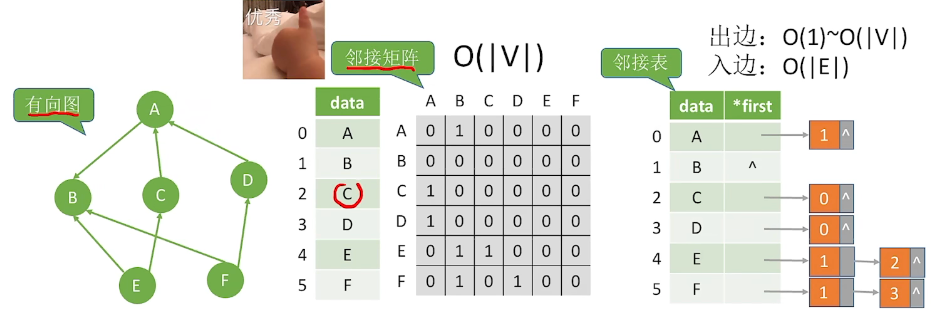 优秀
邻接矩阵
O(|V|)
出边：O(1)~O(|V|)
入边：O(|E|)
邻接表
有向图
A
B
C
D
E
F
data
0 A
1 B
2 C
3 D
4 E
5 F
A B C D E F
A 0 1 0 0 0 0
B 0 0 0 0 0 0
C 1 0 0 0 0 0
D 1 0 0 0 0 0
E 0 1 1 0 0 0
F 0 1 0 1 0 0
data *first
0 A 1 ^
1 B ^
2 C 0 ^
3 D 0 ^
4 E 1 2 ^
5 F 1 3 ^